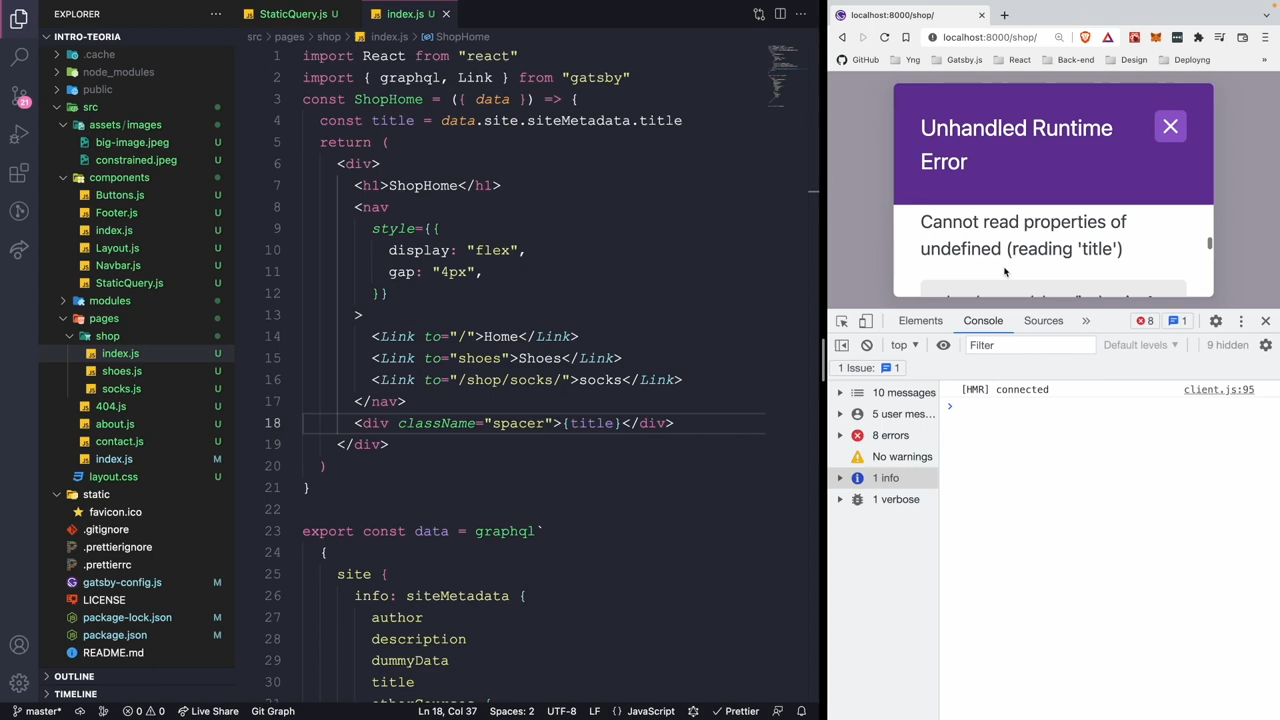 EXPLORER
INTRO-TEORIA
.cache
node_modules
public
src
assets/images
big-image.jpeg U
constrained.jpeg U
components
Buttons.js U
Footer.js U
index.js U
Layout.js U
Navbar.js U
StaticQuery.js U
modules
pages
shop
index.js U
shoes.js U
socks.js U
404.js U
about.js U
contact.js U
index.js U
layout.css U
static
favicon.ico U
.gitignore U
.prettierignore U
.prettierrc U
gatsby-config.js M
LICENSE U
package-lock.json M
package.json M
README.md U
OUTLINE
TIMELINE
21
StaticQuery.js U
index.js U
src > pages > shop > index.js > ShopHome
1 import React from "react"
2 import { graphql, Link } from "gatsby"
3 const ShopHome = ({ data }) => {
4 const title = data.site.siteMetadata.title
5 return (
6 <div>
7 <h1>ShopHome</h1>
8 <nav
9 style={{
10 display: "flex",
11 gap: "4px",
12 }}
13 >
14 <Link to="/">Home</Link>
15 <Link to="shoes">Shoes</Link>
16 <Link to="/shop/socks/">socks</Link>
17 </nav>
18 <div className="spacer">{title}</div>
19 </div>
20 )
21 }
22
23 export const data = graphql`
24 {
25 site {
26 info: siteMetadata {
27 author
28 description
29 dummyData
30 title
master* 0 0 Live Share Git Graph
Ln 18, Col 37 Spaces: 2 UTF-8 LF {} JavaScript Prettier
localhost:8000/shop/
localhost:8000/shop/
GitHub Yng Gatsby.js React Back-end Design Deployng »
Unhandled Runtime
Error
Cannot read properties of
undefined (reading 'title')
Elements Console Sources » 8 1
top Filter Default levels 9 hidden
1 Issue: 1
10 messages
5 user mes...
8 errors
No warnings
1 info
1 verbose
[HMR] connected client.js:95